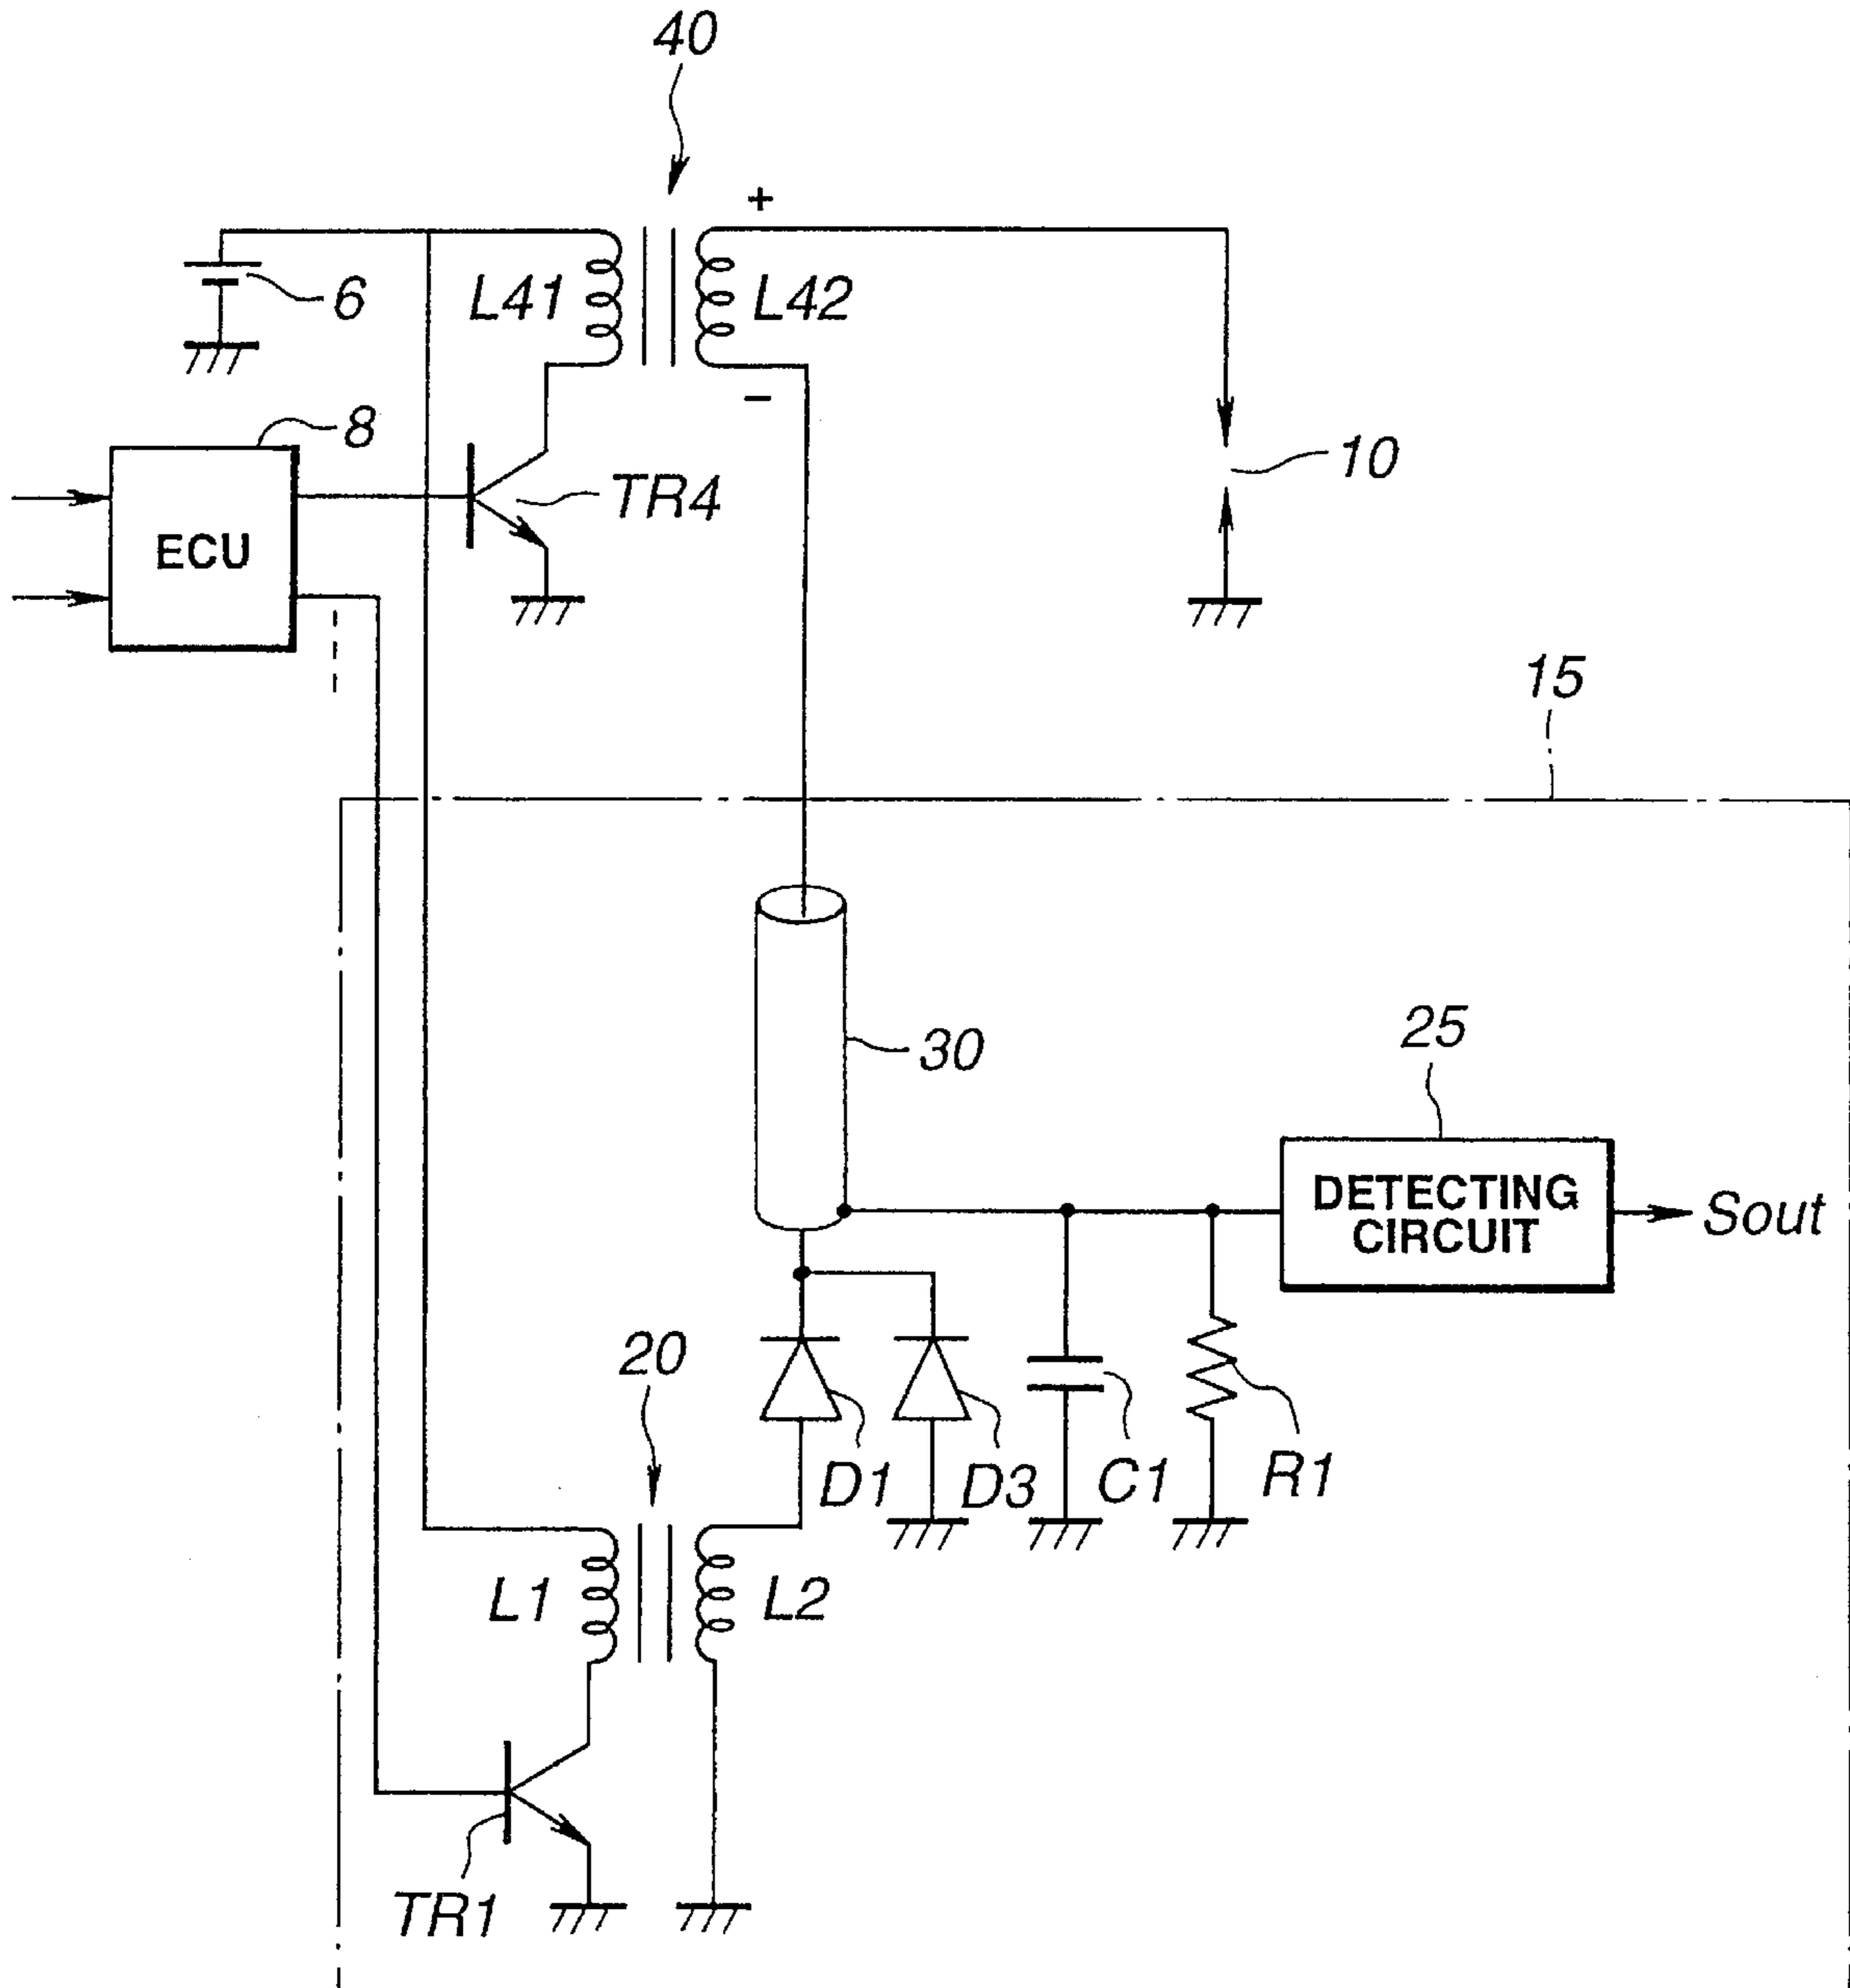 40
+
6
L41
L42
−
8
10
TR4
ECU
15
30
25
DETECTING
CIRCUIT
Sout
20
D1
D3
C1
R1
L1
L2
TR1